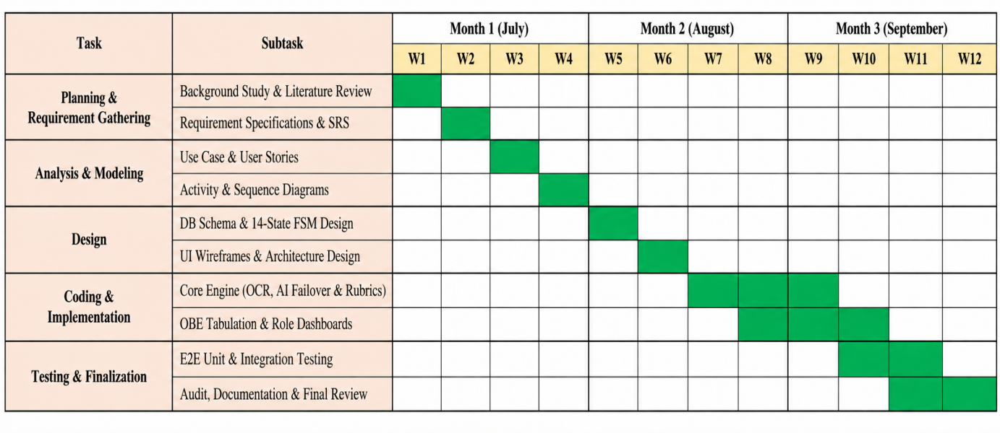 Task
Subtask
Month 1 (July)
Month 2 (August)
Month 3 (September)
W1 W2 W3 W4 W5 W6 W7 W8 W9 W10 W11 W12
Planning &
Requirement Gathering
Background Study & Literature Review
Requirement Specifications & SRS
Analysis & Modeling
Use Case & User Stories
Activity & Sequence Diagrams
Design
DB Schema & 14-State FSM Design
UI Wireframes & Architecture Design
Coding &
Implementation
Core Engine (OCR, AI Failover & Rubrics)
OBE Tabulation & Role Dashboards
Testing & Finalization
E2E Unit & Integration Testing
Audit, Documentation & Final Review